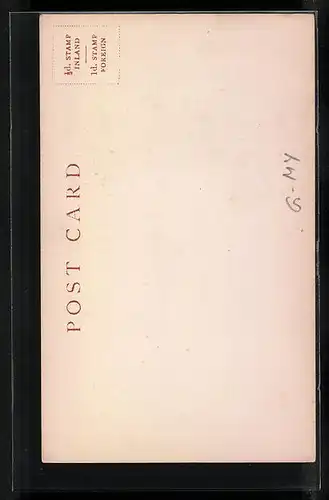 ½d. STAMP
INLAND
1d. STAMP
FOREIGN
POST CARD
G-MY